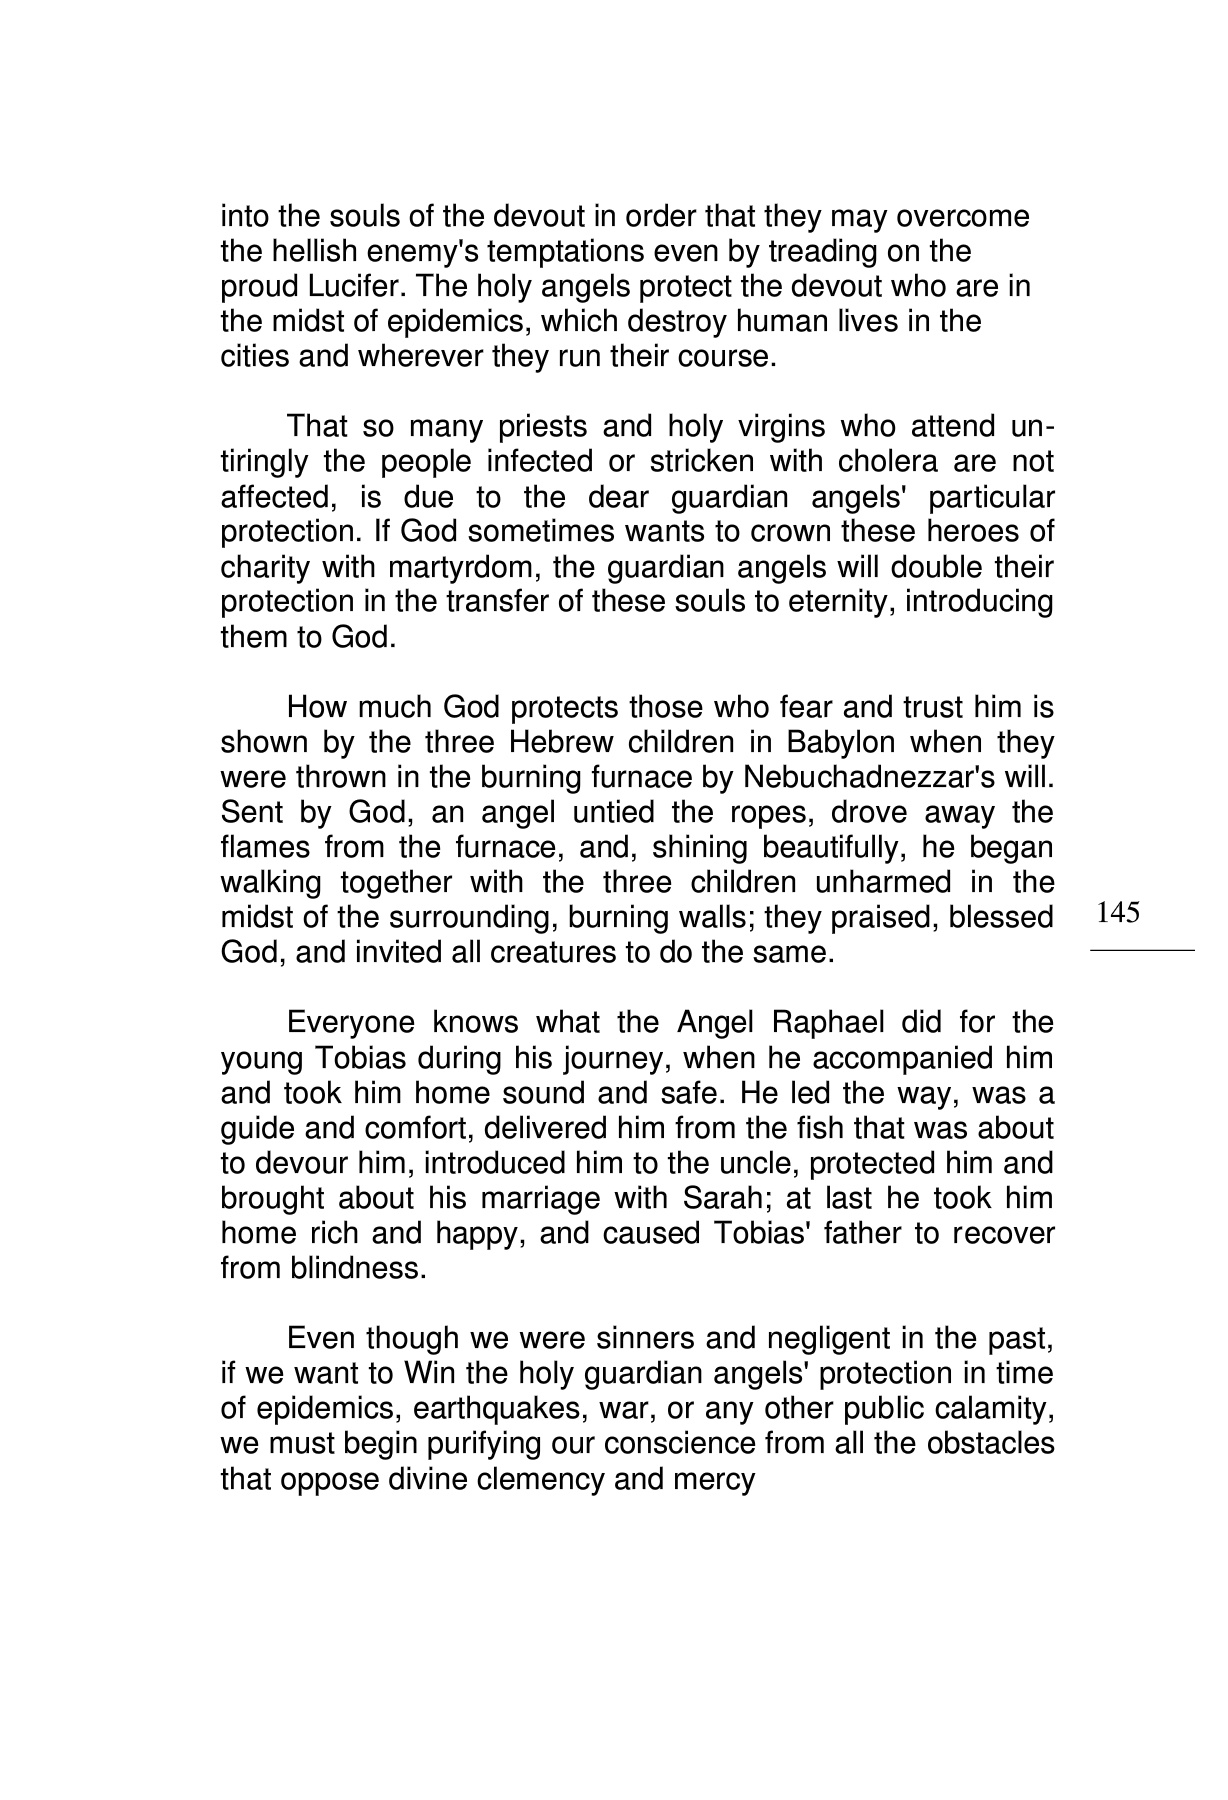 into the souls of the devout in order that they may overcome
the hellish enemy's temptations even by treading on the
proud Lucifer. The holy angels protect the devout who are in
the midst of epidemics, which destroy human lives in the
cities and wherever they run their course.
That so many priests and holy virgins who attend un-
tiringly the people infected or stricken with cholera are not
affected, is due to the dear guardian angels' particular
protection. If God sometimes wants to crown these heroes of
charity with martyrdom, the guardian angels will double their
protection in the transfer of these souls to eternity, introducing
them to God.
How much God protects those who fear and trust him is
shown by the three Hebrew children in Babylon when they
were thrown in the burning furnace by Nebuchadnezzar's will.
Sent by God, an angel untied the ropes, drove away the
flames from the furnace, and, shining beautifully, he began
walking together with the three children unharmed in the
midst of the surrounding, burning walls; they praised, blessed
God, and invited all creatures to do the same.
145
Everyone knows what the Angel Raphael did for the
young Tobias during his journey, when he accompanied him
and took him home sound and safe. He led the way, was a
guide and comfort, delivered him from the fish that was about
to devour him, introduced him to the uncle, protected him and
brought about his marriage with Sarah; at last he took him
home rich and happy, and caused Tobias' father to recover
from blindness.
Even though we were sinners and negligent in the past,
if we want to Win the holy guardian angels' protection in time
of epidemics, earthquakes, war, or any other public calamity,
we must begin purifying our conscience from all the obstacles
that oppose divine clemency and mercy